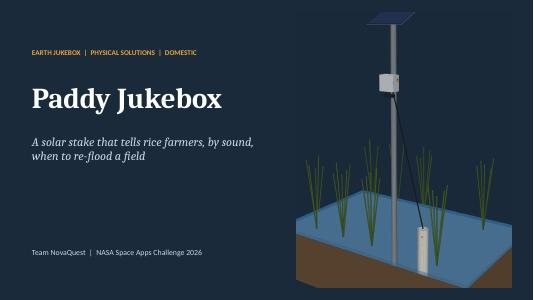 EARTH JUKEBOX | PHYSICAL SOLUTIONS | DOMESTIC
Paddy Jukebox
A solar stake that tells rice farmers, by sound,
when to re-flood a field
Team NovaQuest | NASA Space Apps Challenge 2026